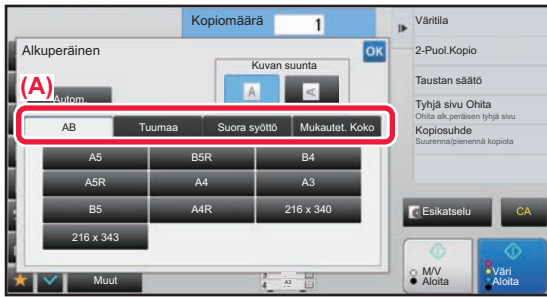 Kopiomäärä 1
Alkuperäinen
OK
Kuvan suunta
A
A
(A)
Autom.
AB
Tuumaa
Suora syöttö
Mukautet. Koko
A5
B5R
B4
A5R
A4
A3
B5
A4R
216 x 340
216 x 343
Muut
A3
4
Väritila
2-Puol.Kopio
Taustan säätö
Tyhjä sivu Ohita
Ohita alk.peräisen tyhjä sivu
Kopiosuhde
Suurenna/pienennä kopiota
Esikatselu
CA
M/V
Aloita
Väri
Aloita